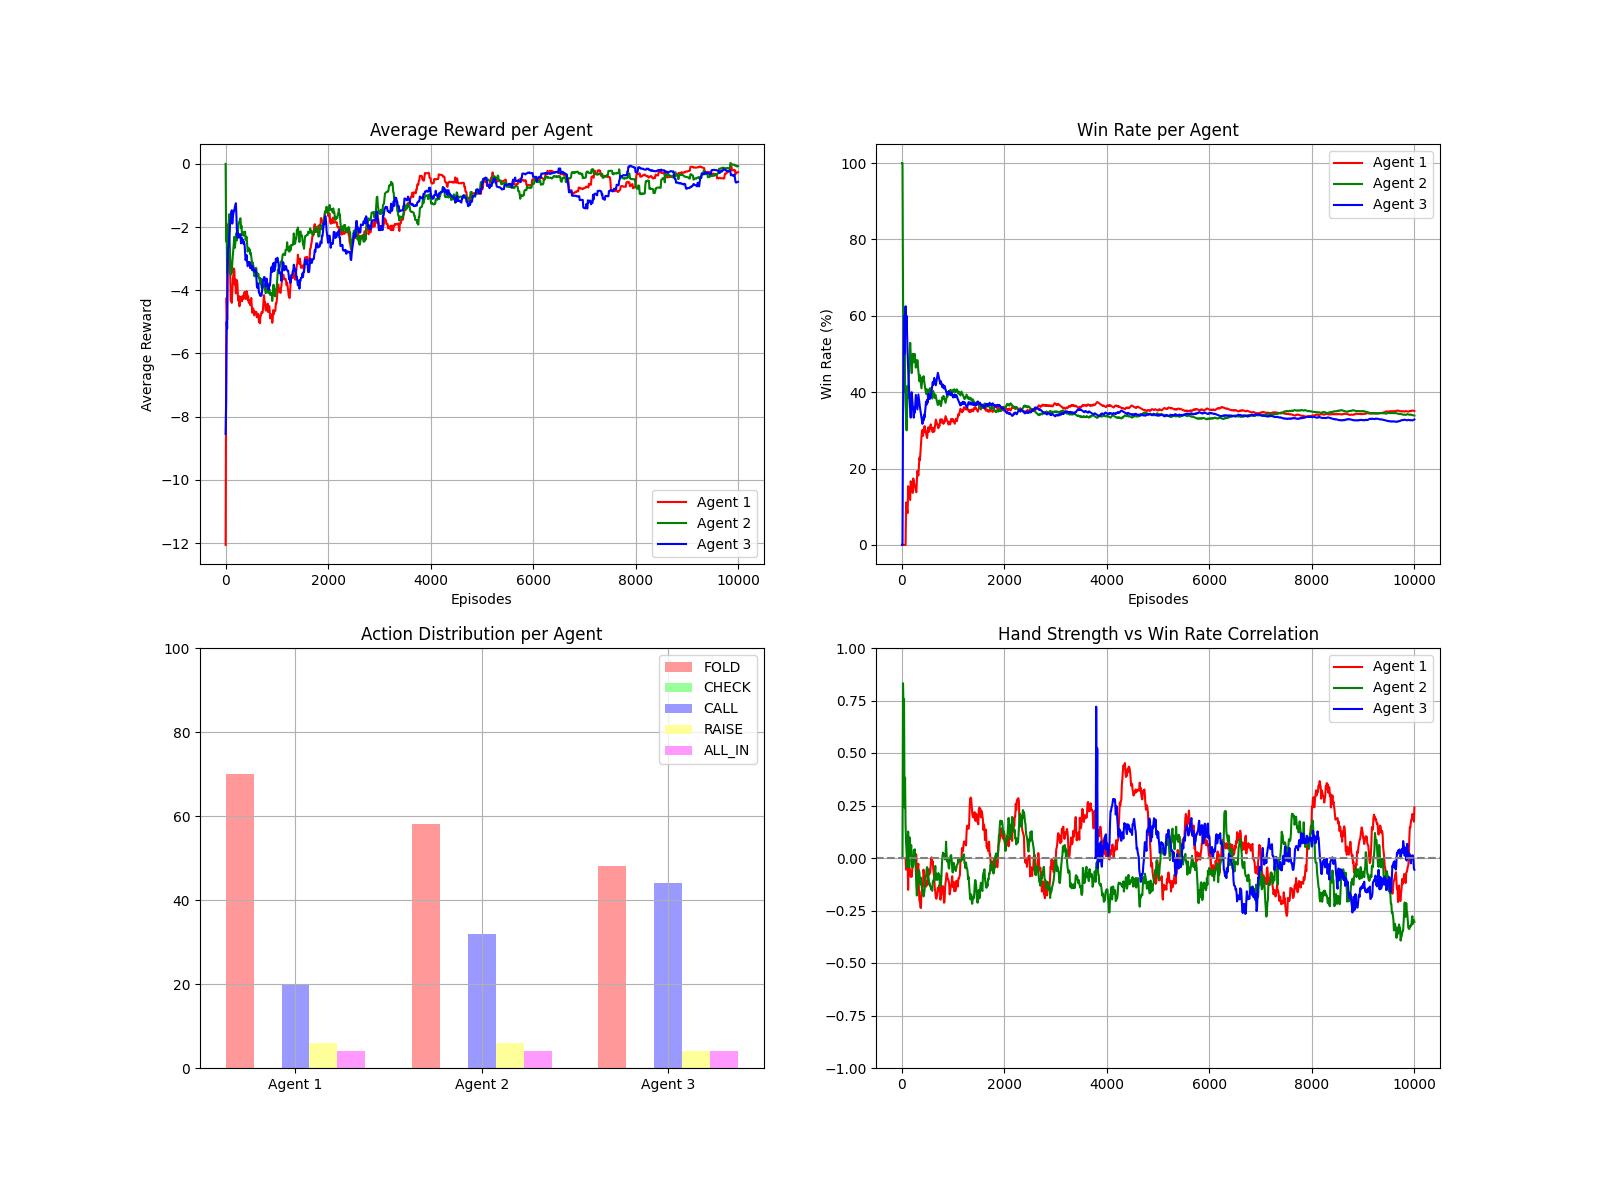 Average Reward per Agent
Average Reward
0
−2
−4
−6
−8
−10
−12
0 2000 4000 6000 8000 10000
Episodes
Agent 1
Agent 2
Agent 3
Win Rate per Agent
Win Rate (%)
100
80
60
40
20
0
0 2000 4000 6000 8000 10000
Episodes
Agent 1
Agent 2
Agent 3
Action Distribution per Agent
100
80
60
40
20
0
Agent 1 Agent 2 Agent 3
FOLD
CHECK
CALL
RAISE
ALL_IN
Hand Strength vs Win Rate Correlation
1.00
0.75
0.50
0.25
0.00
−0.25
−0.50
−0.75
−1.00
0 2000 4000 6000 8000 10000
Agent 1
Agent 2
Agent 3